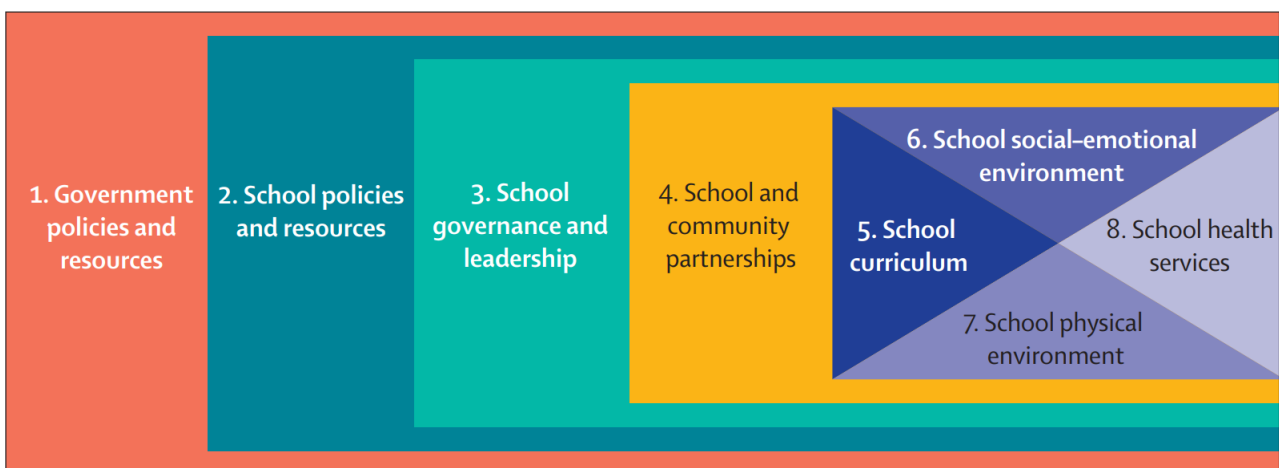 1. Government
policies and
resources
2. School policies
and resources
3. School
governance and
leadership
4. School and
community
partnerships
5. School
curriculum
6. School social–emotional
environment
7. School physical
environment
8. School health
services